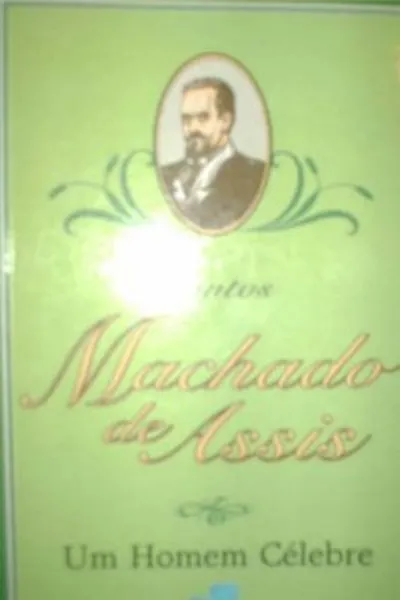 Machado
de Assis
Um Homem Célebre